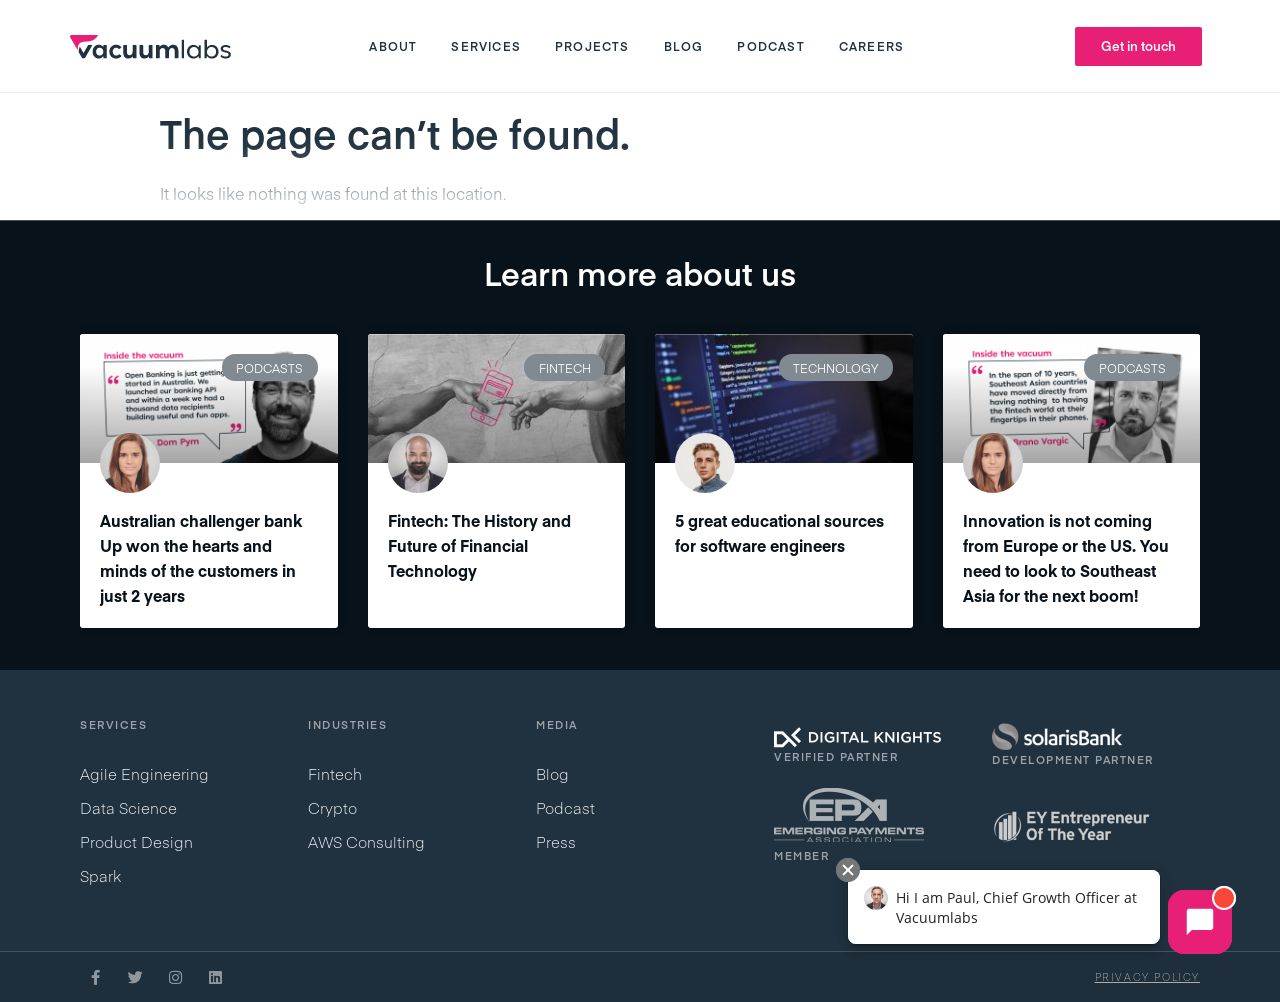 vacuumlabs
ABOUT SERVICES PROJECTS BLOG PODCAST CAREERS
Get in touch
The page can't be found.
It looks like nothing was found at this location.
Learn more about us
Inside the vacuum
PODCASTS
Open Banking is just getting
started in Australia. We
launched our banking API
and within a week we had a
thousand data recipients
building useful and fun apps.
Dom Pym
Australian challenger bank
Up won the hearts and
minds of the customers in
just 2 years
FINTECH
Fintech: The History and
Future of Financial
Technology
TECHNOLOGY
5 great educational sources
for software engineers
Inside the vacuum
PODCASTS
In the span of 10 years,
Southeast Asian countries
have moved directly from
having nothing to having
the fintech world at their
fingertips in their phones.
Brano Vargic
Innovation is not coming
from Europe or the US. You
need to look to Southeast
Asia for the next boom!
SERVICES
Agile Engineering
Data Science
Product Design
Spark
INDUSTRIES
Fintech
Crypto
AWS Consulting
MEDIA
Blog
Podcast
Press
DIGITAL KNIGHTS
VERIFIED PARTNER
solarisBank
DEVELOPMENT PARTNER
EPA
EMERGING PAYMENTS
ASSOCIATION
MEMBER
EY Entrepreneur
Of The Year
Hi I am Paul, Chief Growth Officer at
Vacuumlabs
PRIVACY POLICY